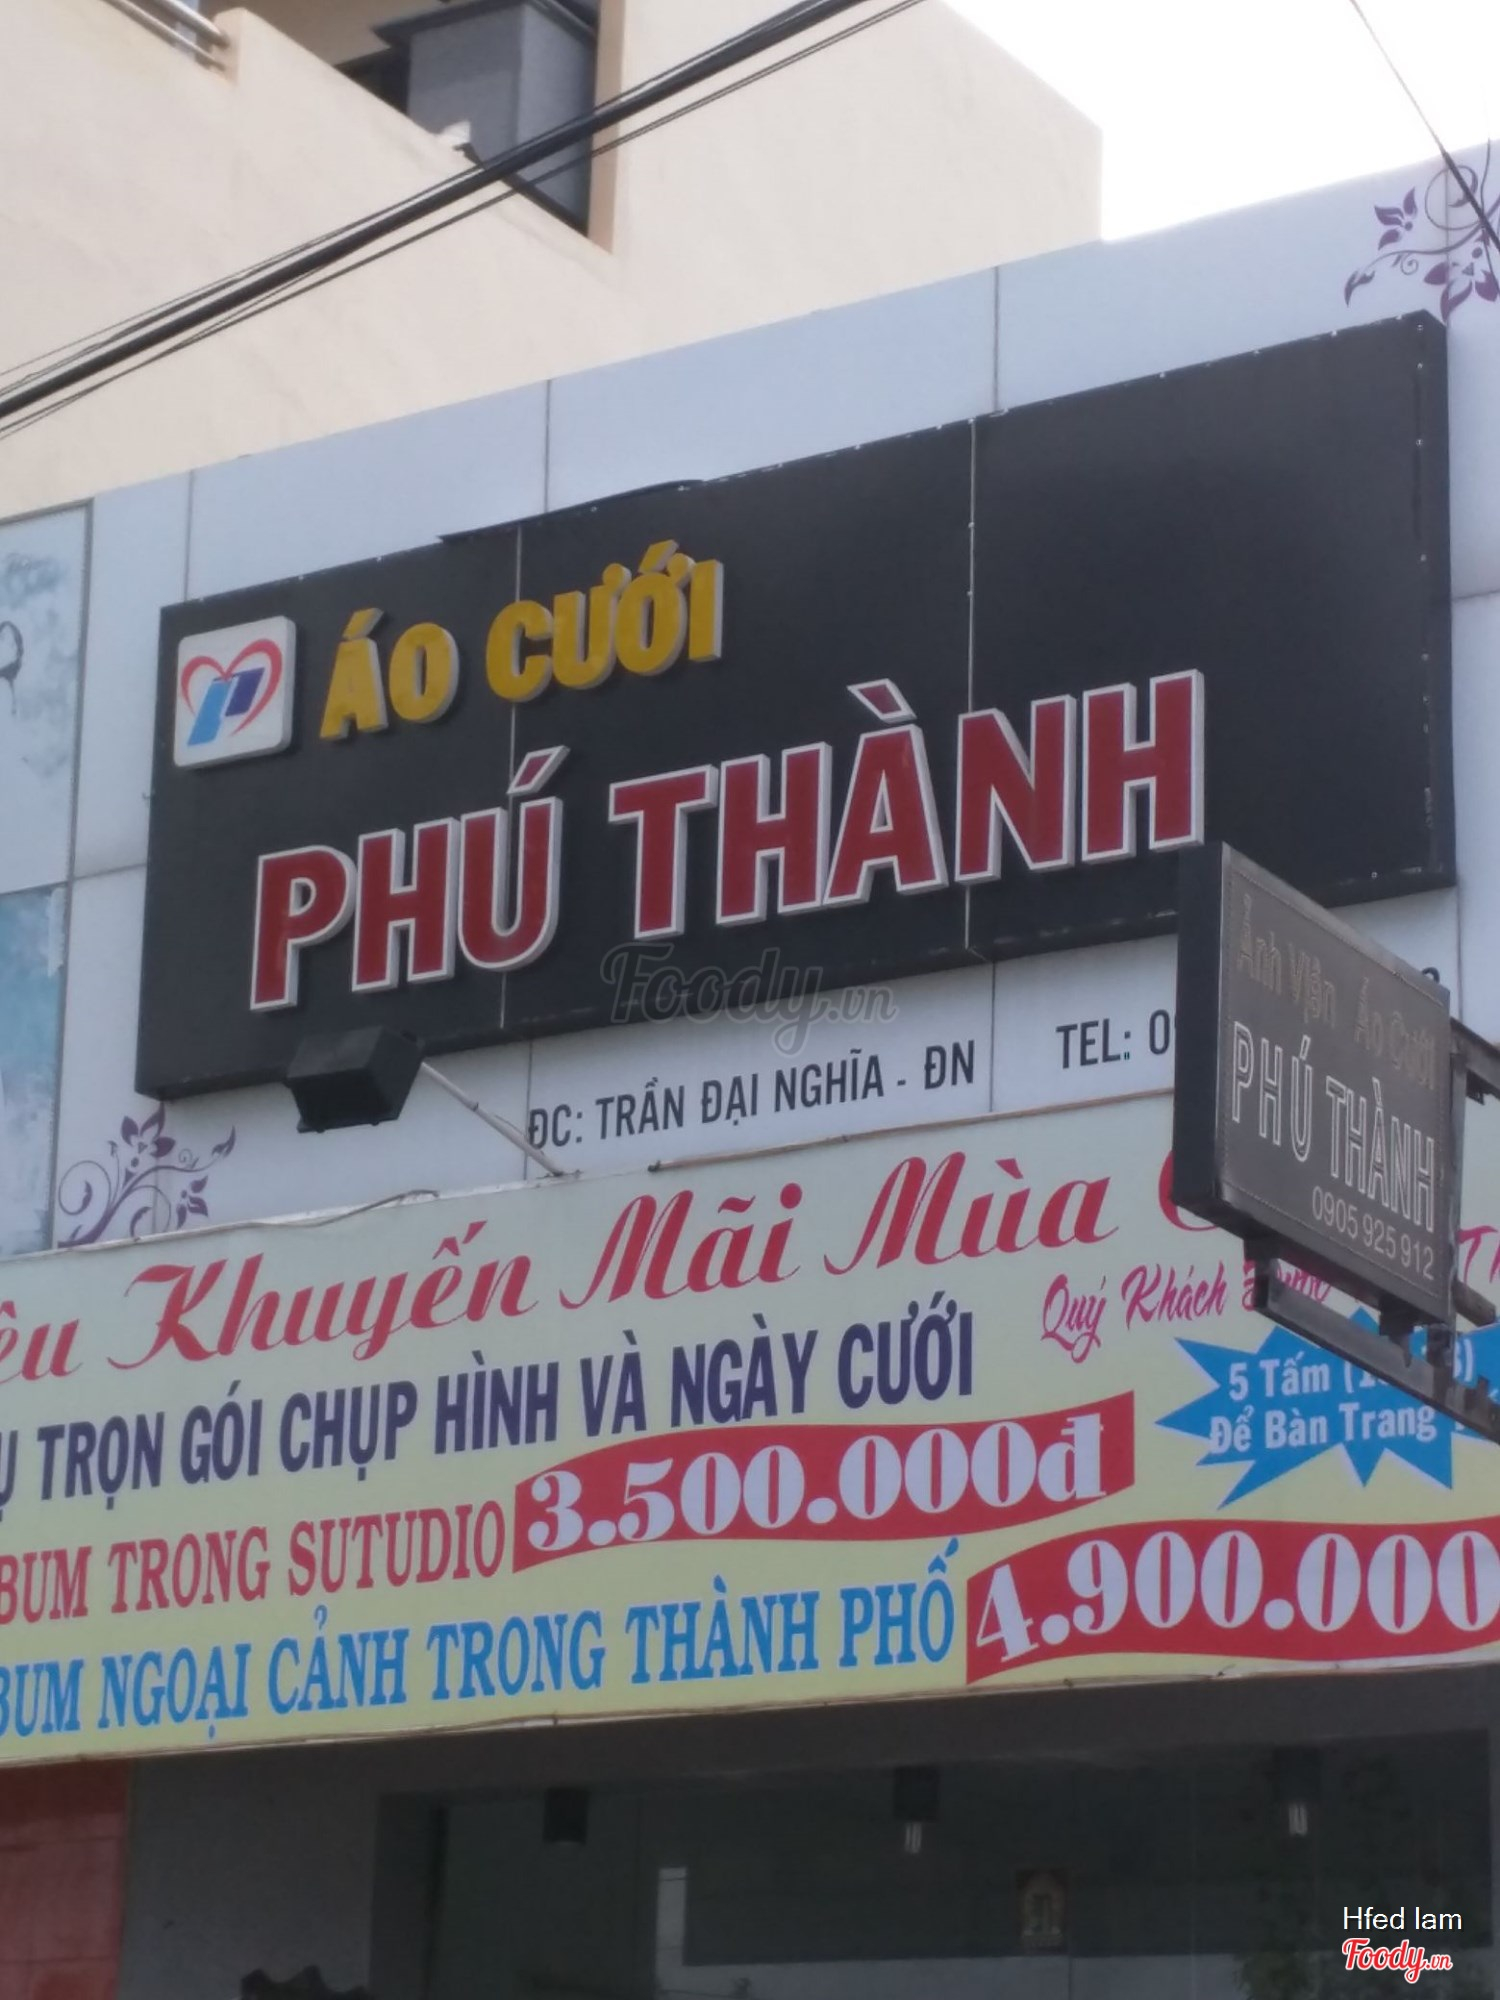 ÁO CƯỚI
PHÚ THÀNH
Foody.vn
ĐC: TRẦN ĐẠI NGHĨA - ĐN TEL: 0
Ảnh Viện Áo Cưới
PHÚ THÀNH
0905 925 912
Khuyến Mãi Mùa
Quý Khách
TRỌN GÓI CHỤP HÌNH VÀ NGÀY CƯỚI
5 Tấm
Để Bàn Trang
BUM TRONG SUTUDIO 3.500.000đ
BUM NGOẠI CẢNH TRONG THÀNH PHỐ 4.900.000
Hfed lam
Foody.vn